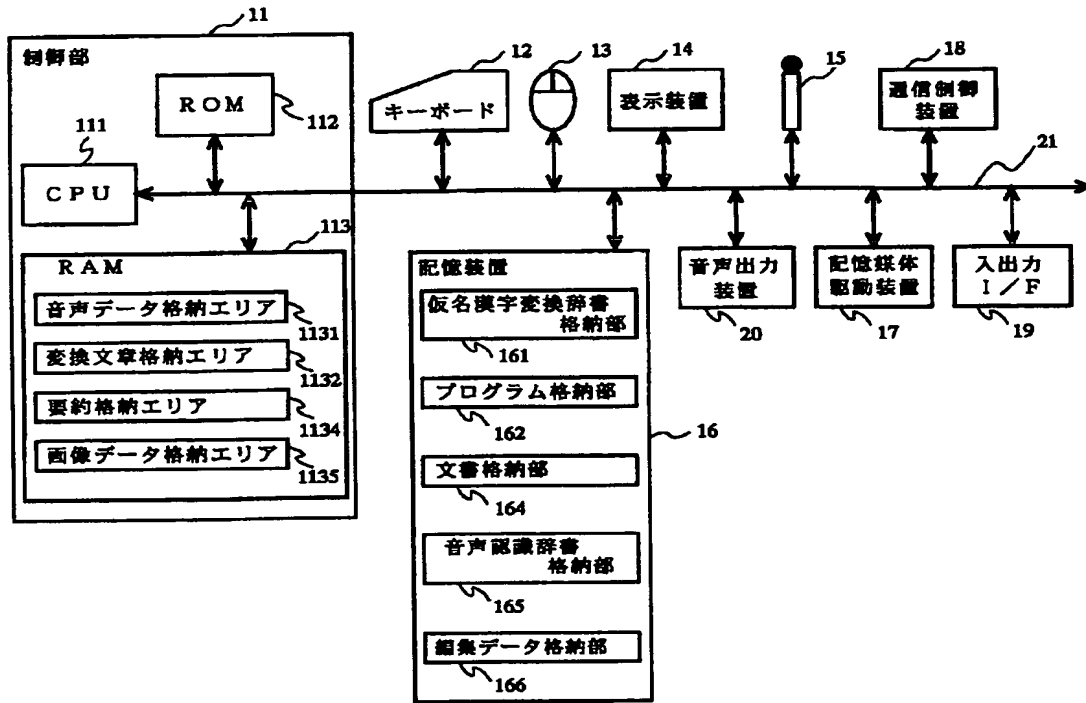 11
制御部
ROM
112
111
CPU
113
RAM
音声データ格納エリア
1131
変換文章格納エリア
1132
要約格納エリア
1134
画像データ格納エリア
1135
12
キーボード
13
14
表示装置
15
18
通信制御
装置
21
記憶装置
仮名漢字変換辞書
格納部
161
プログラム格納部
162
文書格納部
164
音声認識辞書
格納部
165
編集データ格納部
166
16
音声出力
装置
20
記憶媒体
駆動装置
17
入出力
I/F
19